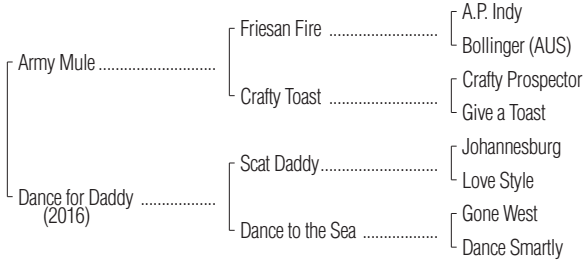 A.P. Indy
Friesan Fire ....................
Bollinger (AUS)
Army Mule ............................
Crafty Prospector
Crafty Toast ....................
Give a Toast
Johannesburg
Scat Daddy....................
Love Style
Dance for Daddy ..................
(2016)
Gone West
Dance to the Sea ..................
Dance Smartly